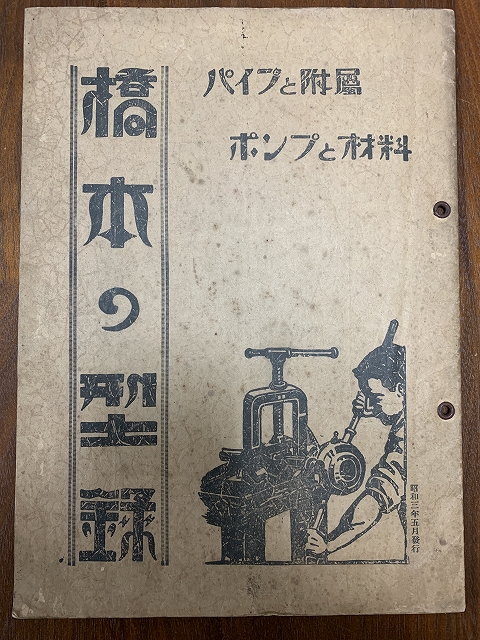 パイプと附属
ポンプと材料
橋本の型録
昭和三年五月發行